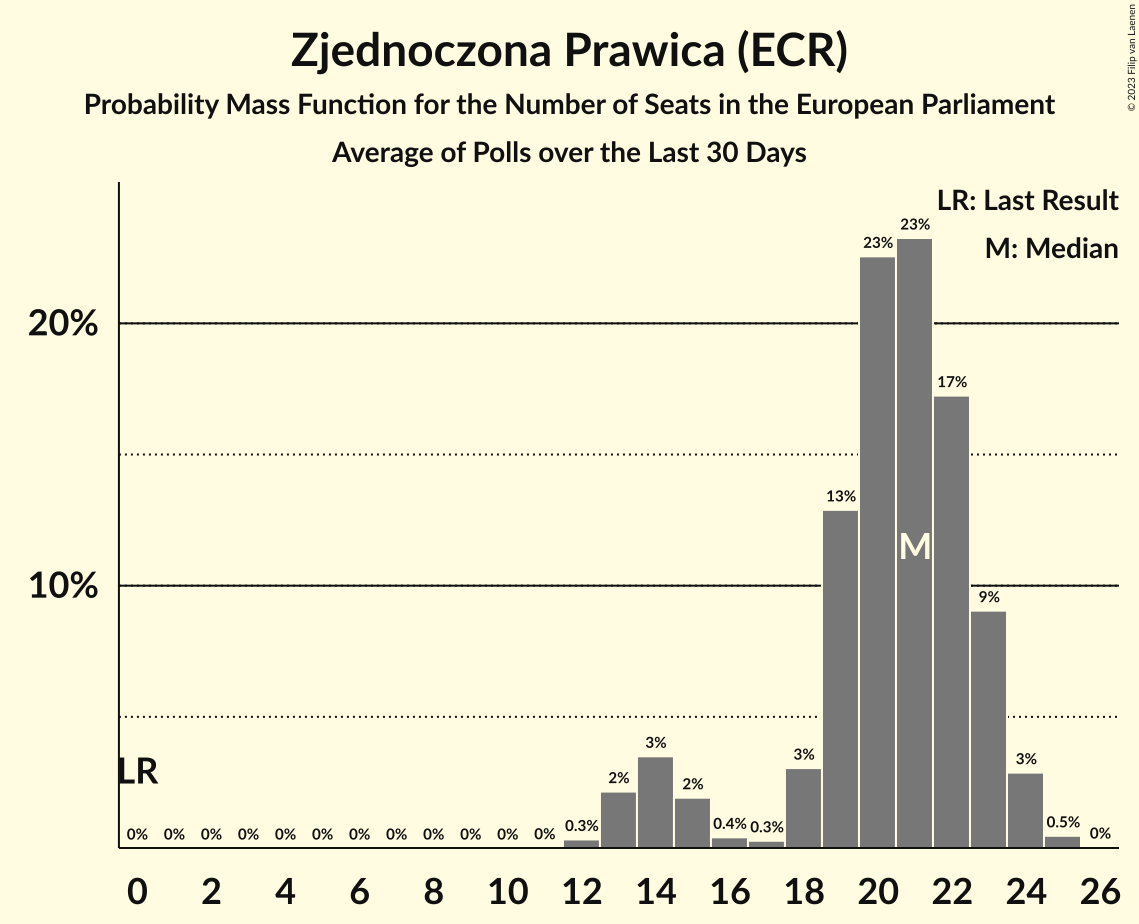 Zjednoczona Prawica (ECR)
Probability Mass Function for the Number of Seats in the European Parliament
Average of Polls over the Last 30 Days
© 2023 Filip van Laenen
LR: Last Result
M: Median
20%
10%
LR
M
0% 0% 0% 0% 0% 0% 0% 0% 0% 0% 0% 0% 0.3% 2% 3% 2% 0.4% 0.3% 3% 13% 23% 23% 17% 9% 3% 0.5% 0%
0 2 4 6 8 10 12 14 16 18 20 22 24 26